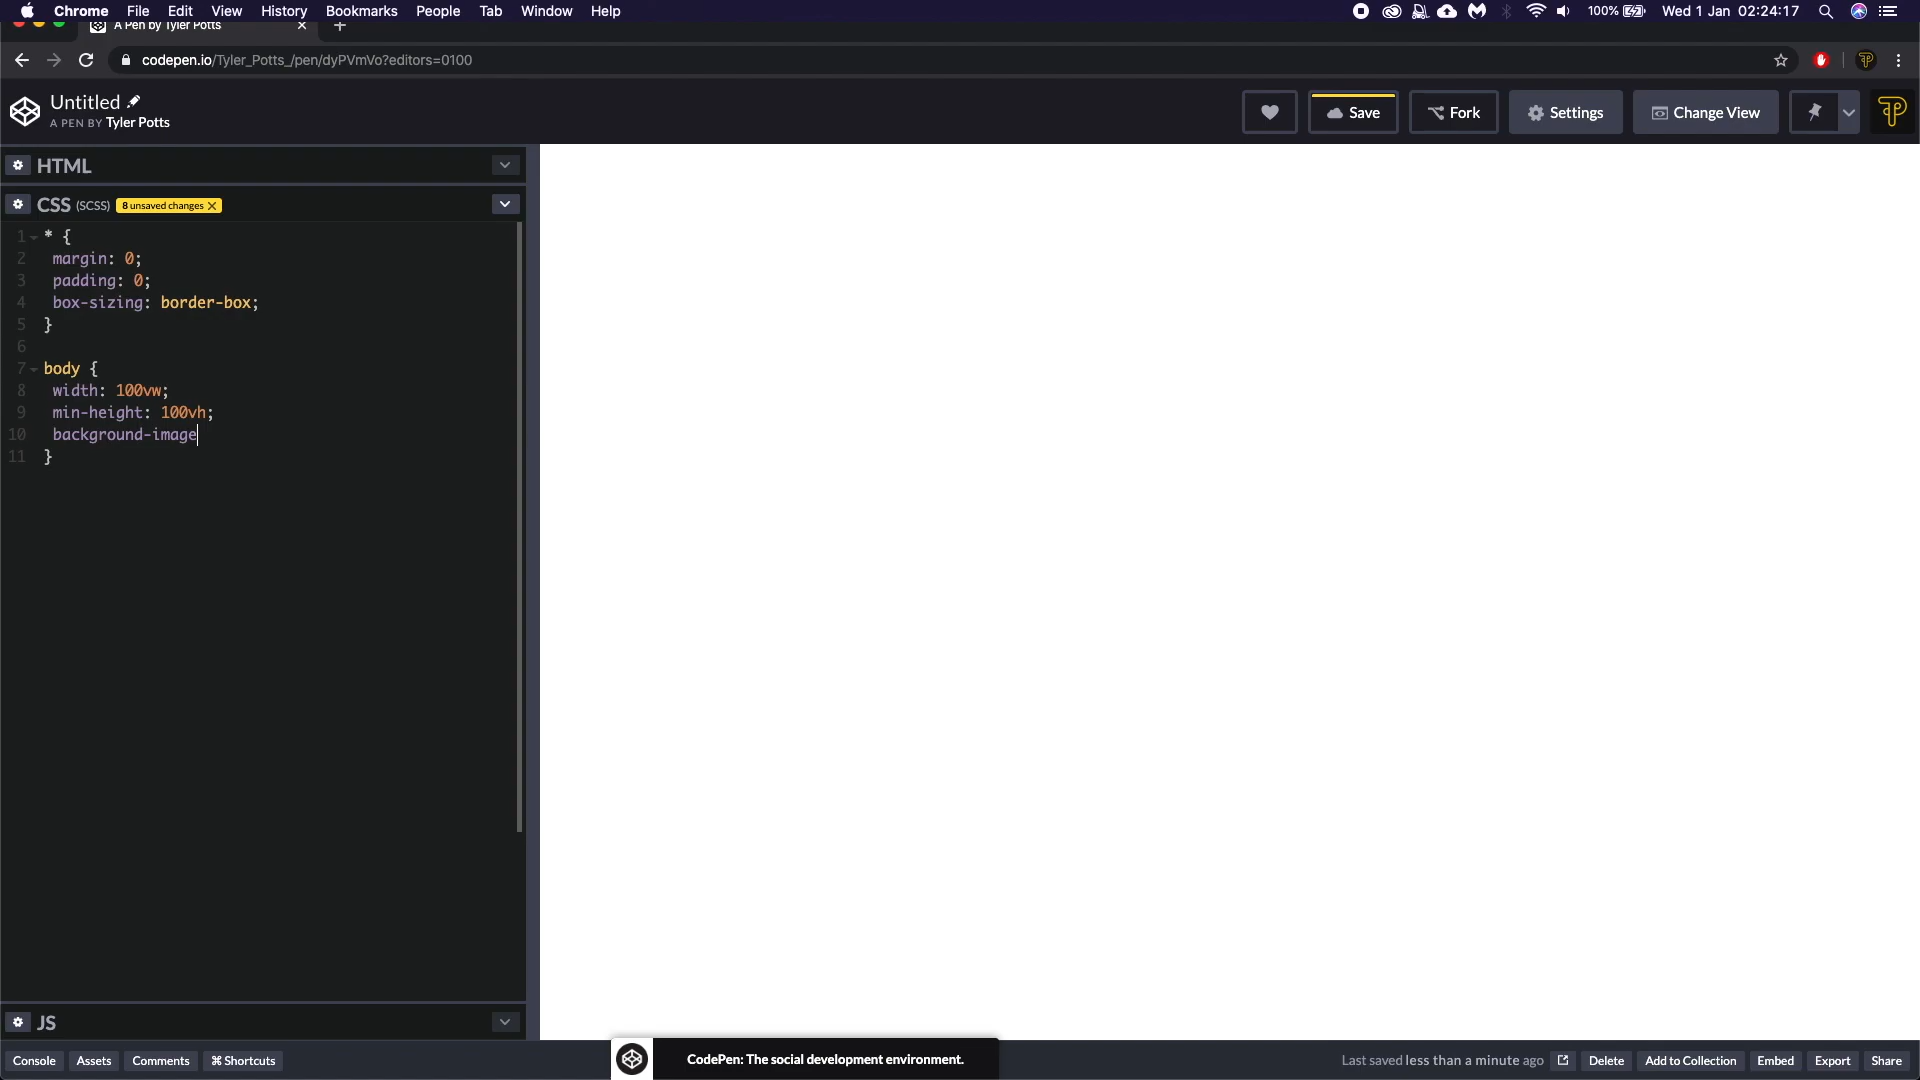 Chrome File Edit View History Bookmarks People Tab Window Help 100% Wed 1 Jan 02:24:17
A Pen by Tyler Potts
codepen.io/Tyler_Potts_/pen/dyPVmVo?editors=0100
Untitled
A PEN BY Tyler Potts
Save Fork Settings Change View
HTML
CSS (SCSS) 8 unsaved changes
1 * {
2 margin: 0;
3 padding: 0;
4 box-sizing: border-box;
5 }
6
7 body {
8 width: 100vw;
9 min-height: 100vh;
10 background-image
11 }
JS
Console Assets Comments ⌘ Shortcuts CodePen: The social development environment. Last saved less than a minute ago Delete Add to Collection Embed Export Share